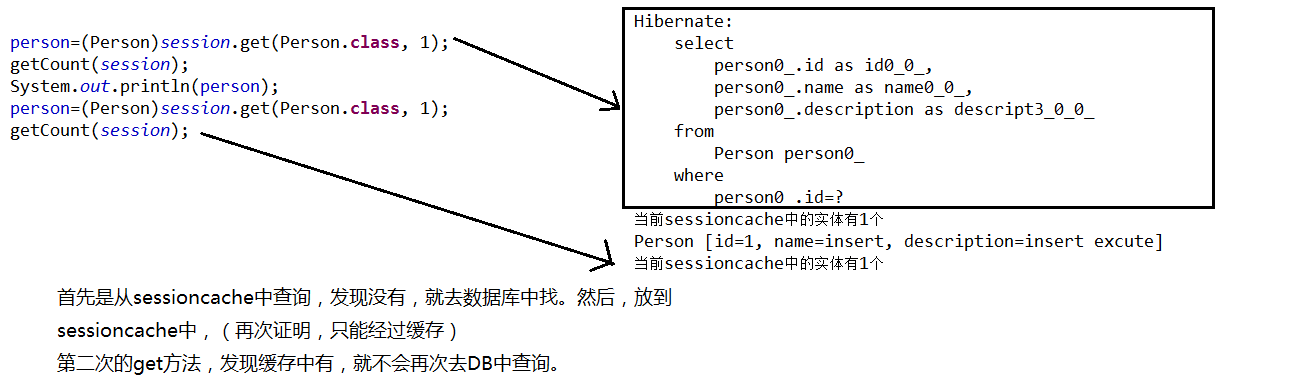 person=(Person)session.get(Person.class, 1);
getCount(session);
System.out.println(person);
person=(Person)session.get(Person.class, 1);
getCount(session);
Hibernate:
select
person0_.id as id0_0_,
person0_.name as name0_0_,
person0_.description as descript3_0_0_
from
Person person0_
where
person0_.id=?
当前sessioncache中的实体有1个
Person [id=1, name=insert, description=insert excute]
当前sessioncache中的实体有1个
首先是从sessioncache中查询，发现没有，就去数据库中找。然后，放到
sessioncache中，（再次证明，只能经过缓存）
第二次的get方法，发现缓存中有，就不会再次去DB中查询。